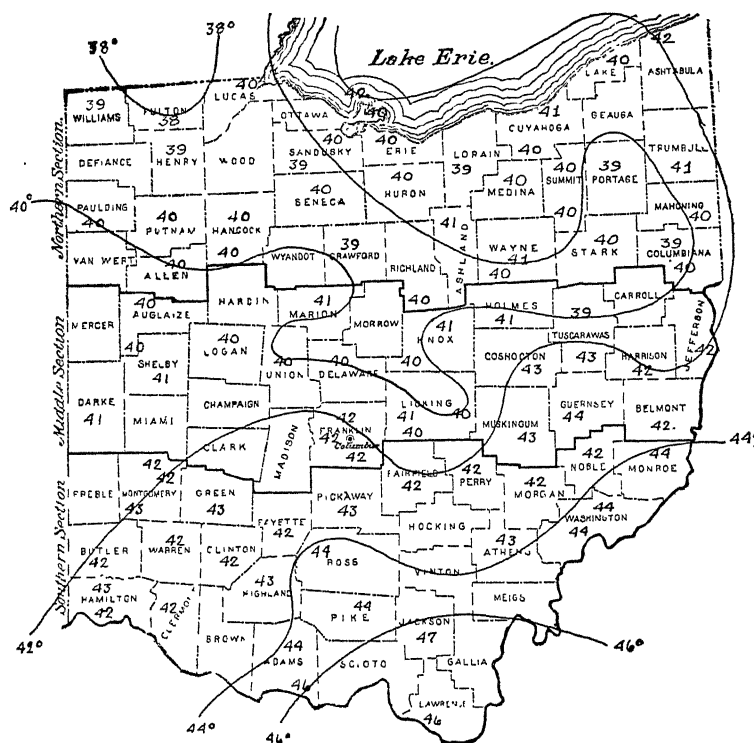 38°
38°
Lake Erie.
42
ASHTABULA
LAKE
40
40
LUCAS
39
WILLIAMS
FULTON
38
OTTAWA
42
40
41
CUYAHOGA
GEAUGA
DEFIANCE
39
HENRY
WOOD
40
SANDUSKY
39
40
ERIE
LORAIN
39
40
40
MEDINA
40
SUMMIT
39
PORTAGE
TRUMBULL
41
40°
PAULDING
40
40
PUTNAM
40
HANCOCK
40
40
SENECA
40
HURON
41
ASHLAND
40
MAHONING
40
Northern Section
VAN WERT
40
ALLEN
WYANDOT
39
CRAWFORD
RICHLAND
40
WAYNE
41
40
40
STARK
39
COLUMBIANA
40
MERCER
40
AUGLAIZE
HARDIN
41
MARION
MORROW
41
KNOX
40
HOLMES
41
39
CARROLL
JEFFERSON
42
40
SHELBY
41
40
LOGAN
UNION
40
40
DELAWARE
COSHOCTON
43
TUSCARAWAS
43
HARRISON
42
Middle Section
DARKE
41
MIAMI
CHAMPAIGN
LICKING
41
40
40
MUSKINGUM
43
GUERNSEY
44
BELMONT
42
CLARK
MADISON
42
FRANKLIN
42
Columbus
42
44°
PREBLE
42
42
MONTGOMERY
43
GREEN
43
FAYETTE
42
PICKAWAY
43
FAIRFIELD
42
42
PERRY
42
MORGAN
42
NOBLE
44
MONROE
Southern Section
BUTLER
42
42
WARREN
CLINTON
42
44
ROSS
HOCKING
43
ATHENS
44
WASHINGTON
44
43
HAMILTON
42
42
CLERMONT
43
HIGHLAND
VINTON
MEIGS
BROWN
44
PIKE
JACKSON
47
42°
46°
44
ADAMS
46
SCIOTO
GALLIA
LAWRENCE
46
44°
46°